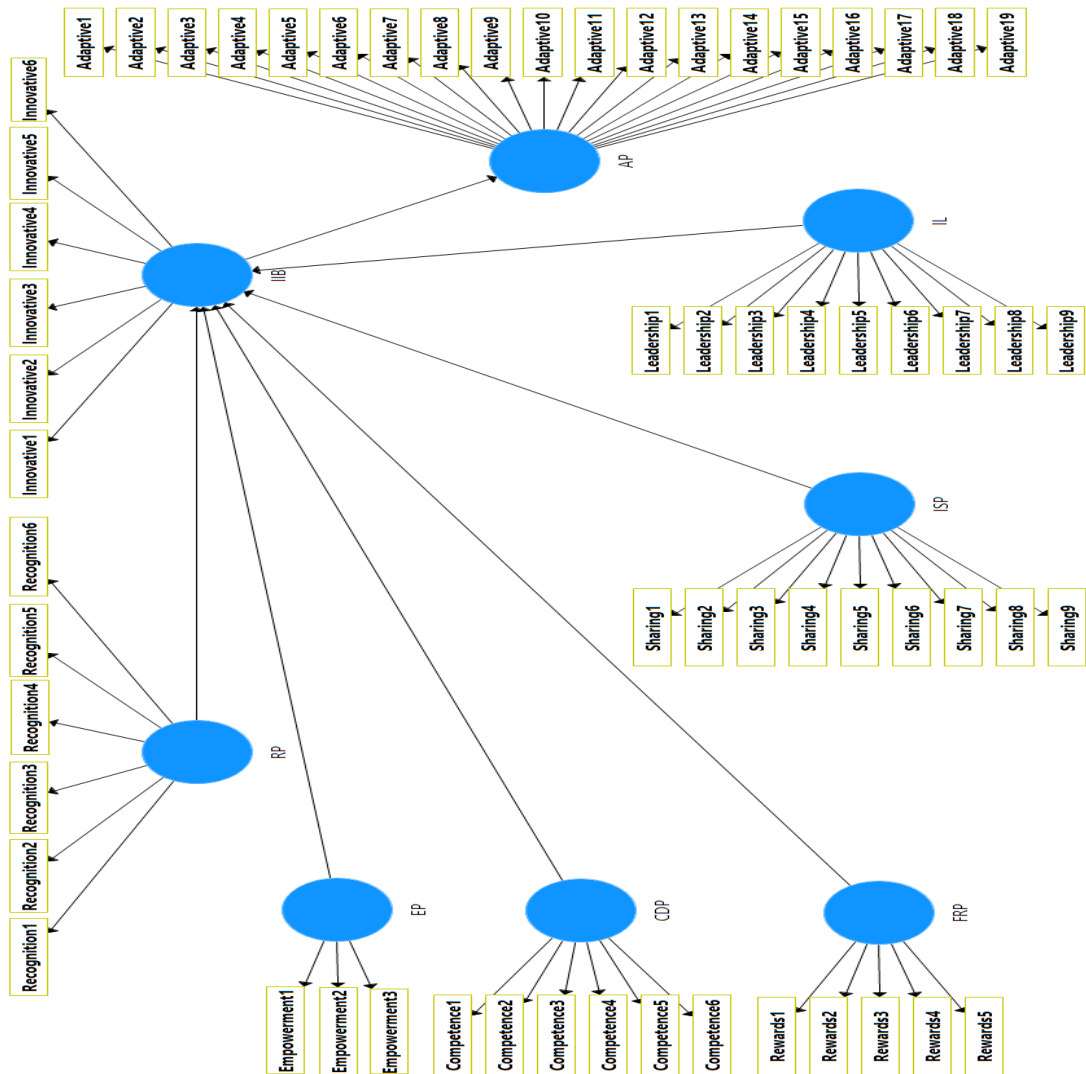 Adaptive1
Adaptive2
Adaptive3
Adaptive4
Adaptive5
Adaptive6
Adaptive7
Adaptive8
Adaptive9
Adaptive10
Adaptive11
Adaptive12
Adaptive13
Adaptive14
Adaptive15
Adaptive16
Adaptive17
Adaptive18
Adaptive19
AP
Innovative6
Innovative5
Innovative4
Innovative3
Innovative2
Innovative1
IIB
IL
Leadership1
Leadership2
Leadership3
Leadership4
Leadership5
Leadership6
Leadership7
Leadership8
Leadership9
ISP
Sharing1
Sharing2
Sharing3
Sharing4
Sharing5
Sharing6
Sharing7
Sharing8
Sharing9
Recognition6
Recognition5
Recognition4
Recognition3
Recognition2
Recognition1
RP
EP
Empowerment1
Empowerment2
Empowerment3
CDP
Competence1
Competence2
Competence3
Competence4
Competence5
Competence6
FRP
Rewards1
Rewards2
Rewards3
Rewards4
Rewards5